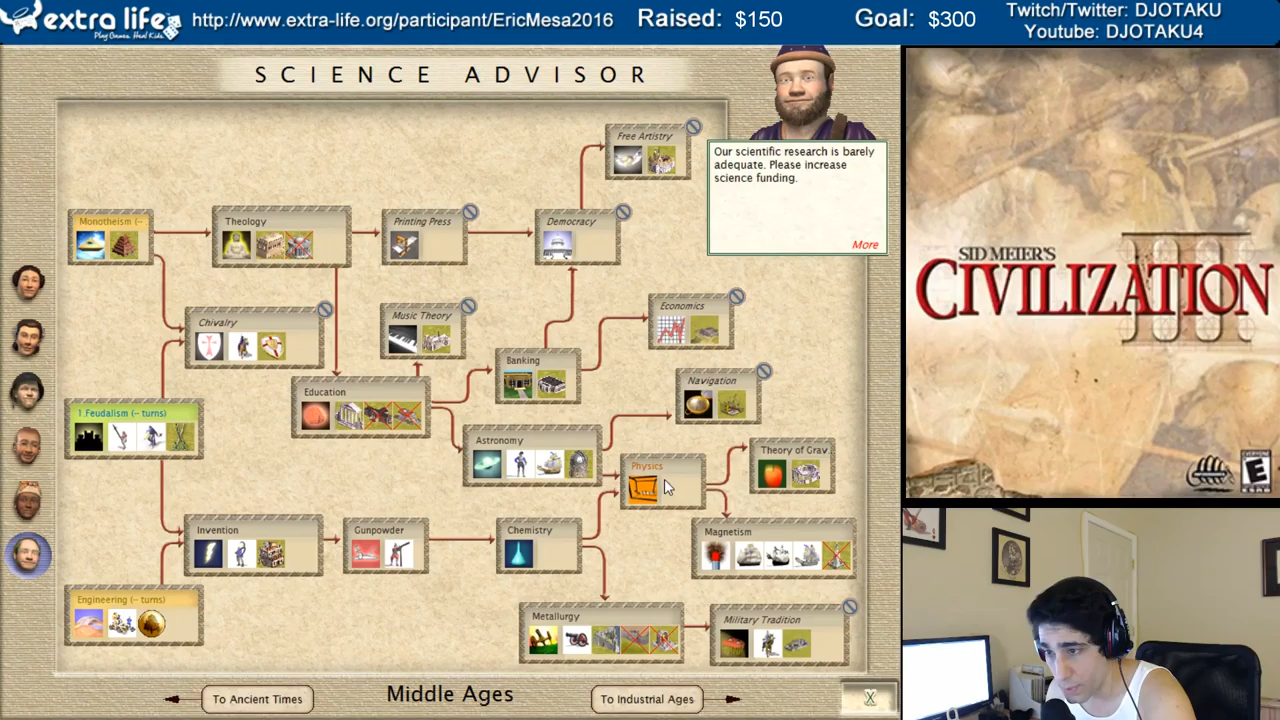 extra life
Play Games. Heal Kids.
http://www.extra-life.org/participant/EricMesa2016
Raised: $150
Goal: $300
Twitch/Twitter: DJOTAKU
Youtube: DJOTAKU4
SCIENCE ADVISOR
Our scientific research is barely
adequate. Please increase
science funding.
More
Free Artistry
Monotheism (--
Theology
Printing Press
Democracy
Chivalry
Music Theory
Economics
Banking
Education
Navigation
1.Feudalism (-- turns)
Astronomy
Physics
Theory of Grav..
Invention
Gunpowder
Chemistry
Magnetism
Engineering (-- turns)
Metallurgy
Military Tradition
To Ancient Times
Middle Ages
To Industrial Ages
X
SID MEIER'S
CIVILIZATION
III
EVERYONE
E
ESRB